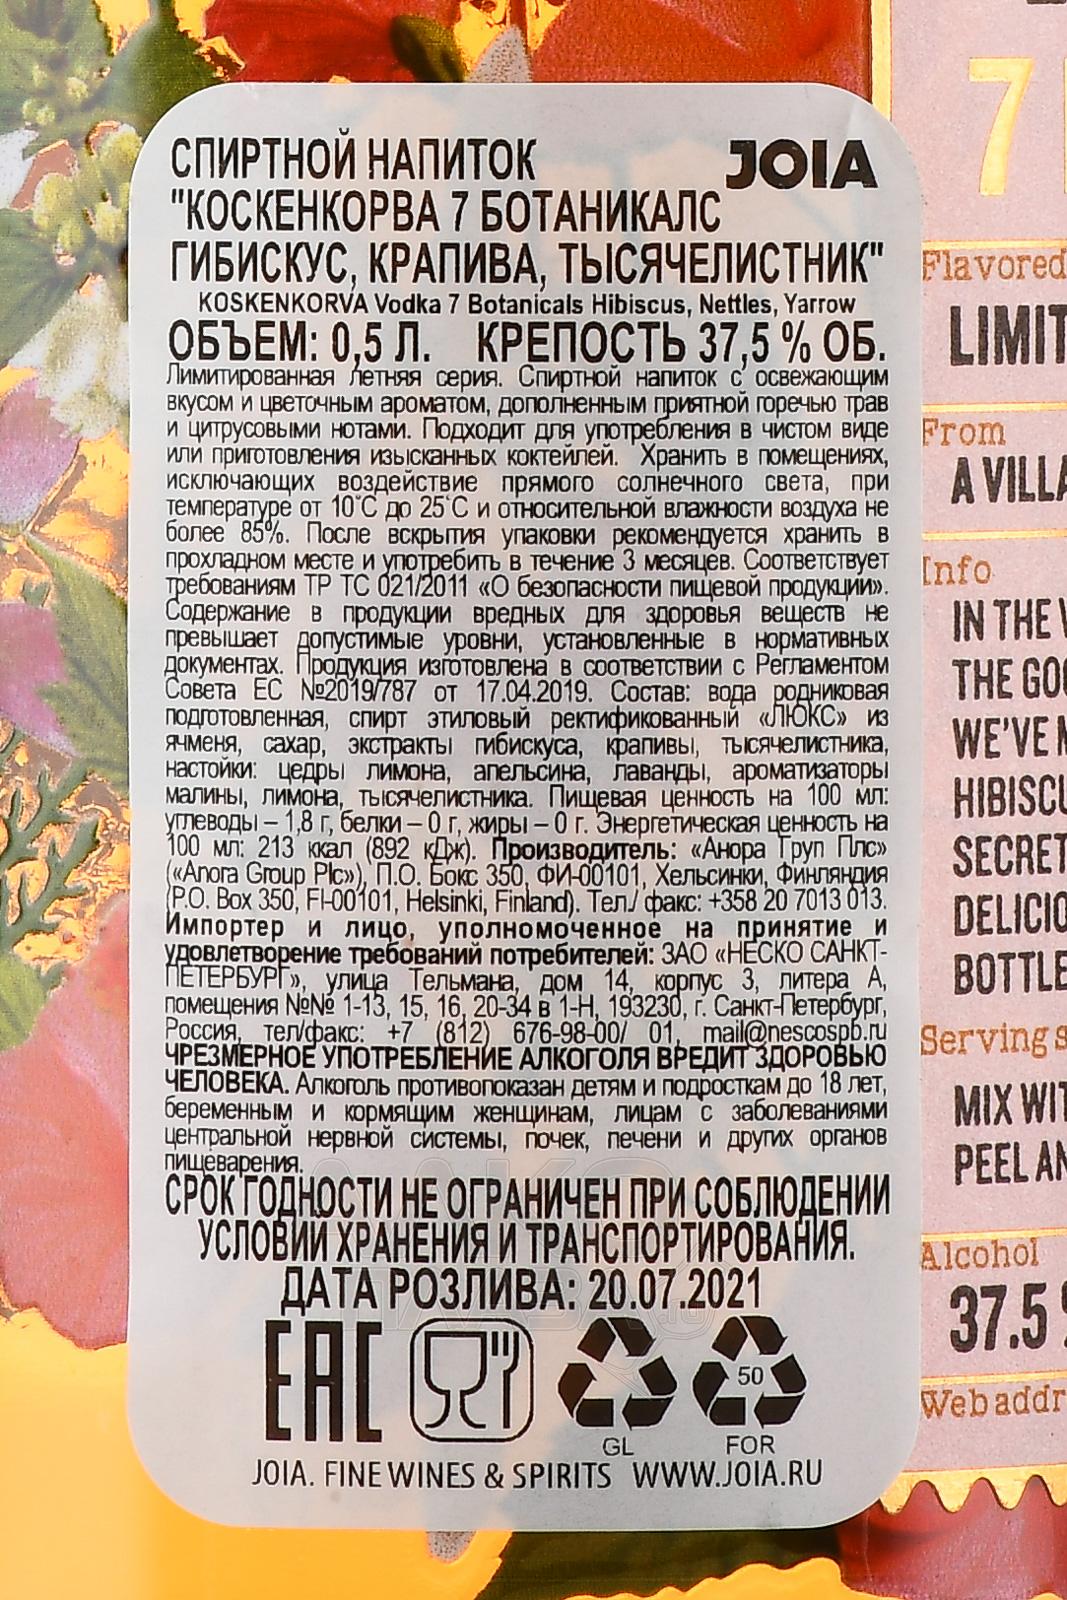 СПИРТНОЙ НАПИТОК JOIA
"КОСКЕНКОРВА 7 БОТАНИКАЛС
ГИБИСКУС, КРАПИВА, ТЫСЯЧЕЛИСТНИК"
KOSKENKORVA Vodka 7 Botanicals Hibiscus, Nettles, Yarrow
ОБЪЕМ: 0,5 Л. КРЕПОСТЬ 37,5 % ОБ.
Лимитированная летняя серия. Спиртной напиток с освежающим
вкусом и цветочным ароматом, дополненным приятной горечью трав
и цитрусовыми нотами. Подходит для употребления в чистом виде
или приготовления изысканных коктейлей. Хранить в помещениях,
исключающих воздействие прямого солнечного света, при
температуре от 10°С до 25°С и относительной влажности воздуха не
более 85%. После вскрытия упаковки рекомендуется хранить в
прохладном месте и употребить в течение 3 месяцев. Соответствует
требованиям ТР ТС 021/2011 «О безопасности пищевой продукции».
Содержание в продукции вредных для здоровья веществ не
превышает допустимые уровни, установленные в нормативных
документах. Продукция изготовлена в соответствии с Регламентом
Совета ЕС №2019/787 от 17.04.2019. Состав: вода родниковая
подготовленная, спирт этиловый ректификованный «ЛЮКС» из
ячменя, сахар, экстракты гибискуса, крапивы, тысячелистника,
настойки: цедры лимона, апельсина, лаванды, ароматизаторы
малины, лимона, тысячелистника. Пищевая ценность на 100 мл:
углеводы – 1,8 г, белки – 0 г, жиры – 0 г. Энергетическая ценность на
100 мл: 213 ккал (892 кДж). Производитель: «Анора Груп Плс»
(«Anora Group Plc»), П.О. Бокс 350, ФИ-00101, Хельсинки, Финляндия
(P.O. Box 350, FI-00101, Helsinki, Finland). Тел./ факс: +358 20 7013 013.
Импортер и лицо, уполномоченное на принятие и
удовлетворение требований потребителей: ЗАО «НЕСКО САНКТ-
ПЕТЕРБУРГ», улица Тельмана, дом 14, корпус 3, литера А,
помещения №№ 1-13, 15, 16, 20-34 в 1-Н, 193230, г. Санкт-Петербург,
Россия, тел/факс: +7 (812) 676-98-00/ 01, mail@nescospb.ru
ЧРЕЗМЕРНОЕ УПОТРЕБЛЕНИЕ АЛКОГОЛЯ ВРЕДИТ ЗДОРОВЬЮ
ЧЕЛОВЕКА. Алкоголь противопоказан детям и подросткам до 18 лет,
беременным и кормящим женщинам, лицам с заболеваниями
центральной нервной системы, почек, печени и других органов
пищеварения.
СРОК ГОДНОСТИ НЕ ОГРАНИЧЕН ПРИ СОБЛЮДЕНИИ
УСЛОВИЙ ХРАНЕНИЯ И ТРАНСПОРТИРОВАНИЯ.
ДАТА РОЗЛИВА: 20.07.2021
EAC
50
GL FOR
JOIA. FINE WINES & SPIRITS WWW.JOIA.RU
7
Flavored
LIMIT
From
A VILLA
Info
IN THE
THE GO
WE'VE
HIBISCU
SECRET
DELICIO
BOTTLE
Serving s
MIX WIT
PEEL AN
Alcohol
37.5
Web addr